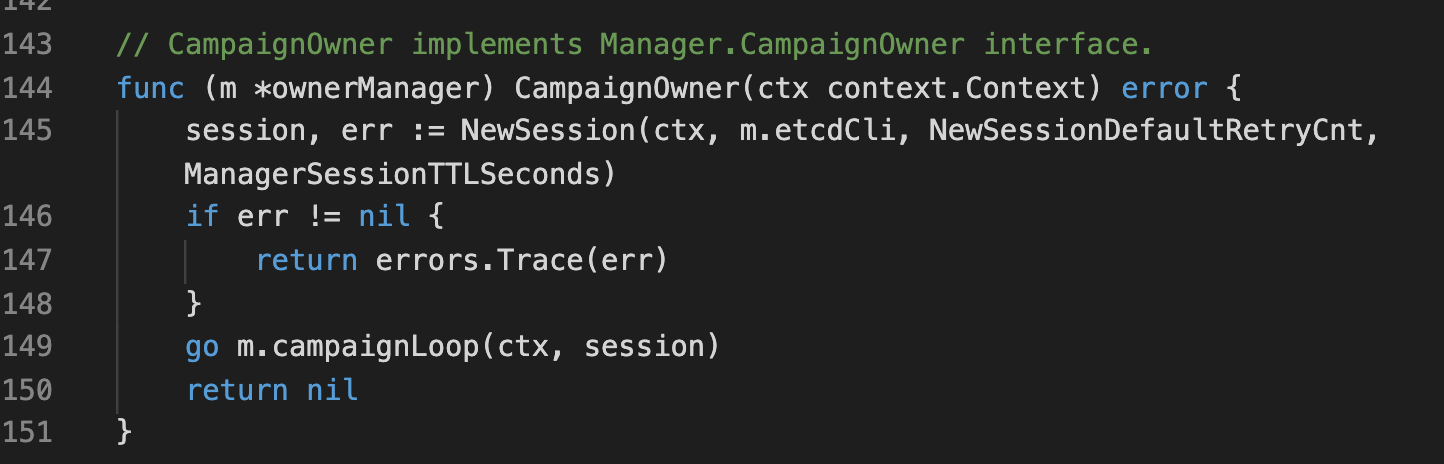 142
143 // CampaignOwner implements Manager.CampaignOwner interface.
144 func (m *ownerManager) CampaignOwner(ctx context.Context) error {
145 session, err := NewSession(ctx, m.etcdCli, NewSessionDefaultRetryCnt,
ManagerSessionTTLSeconds)
146 if err != nil {
147 return errors.Trace(err)
148 }
149 go m.campaignLoop(ctx, session)
150 return nil
151 }